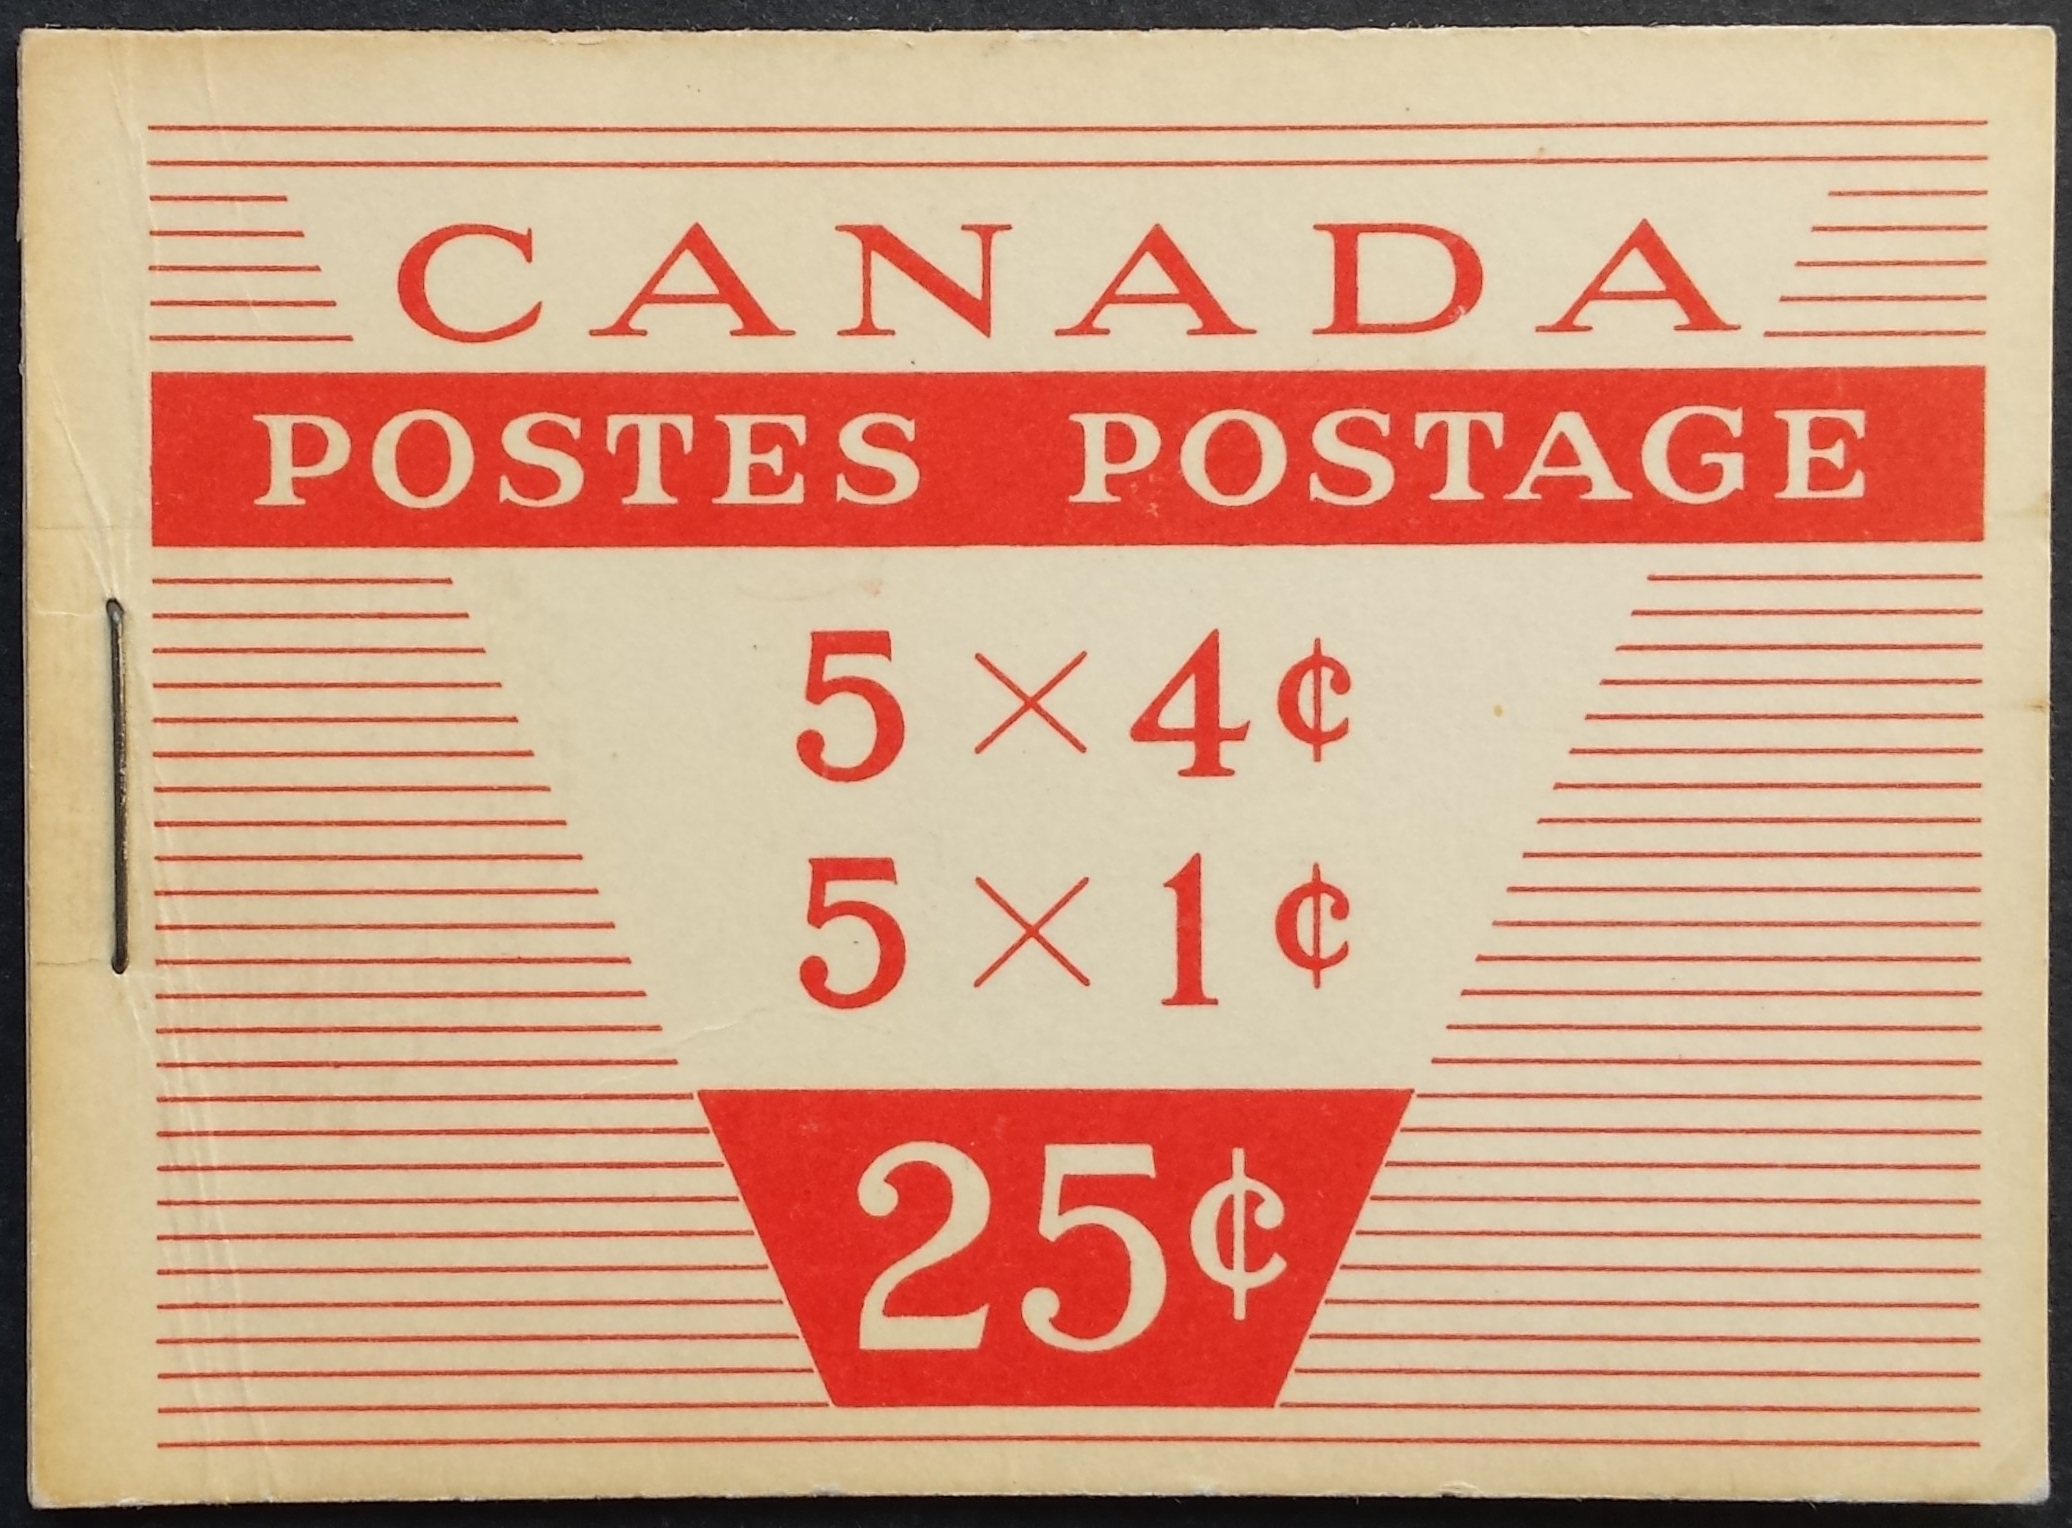 CANADA
POSTES POSTAGE
5 × 4¢
5 × 1¢
25¢